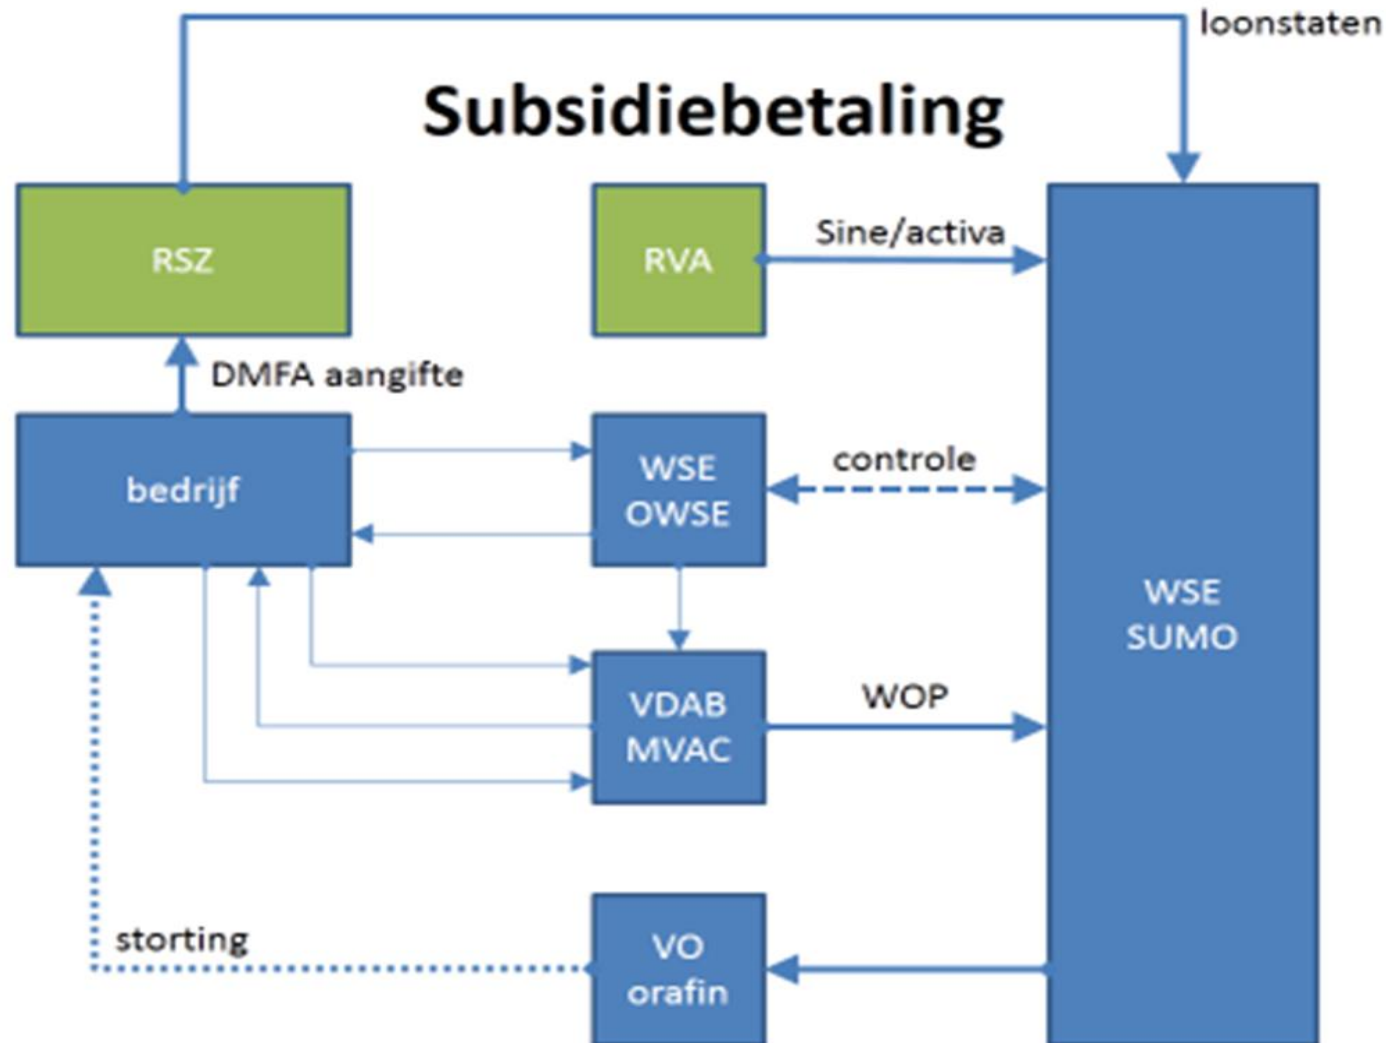 loonstaten
Subsidiebetaling
RSZ
RVA
Sine/activa
DMFA aangifte
bedrijf
WSE
OWSE
controle
WSE
SUMO
VDAB
MVAC
WOP
storting
VO
orafin